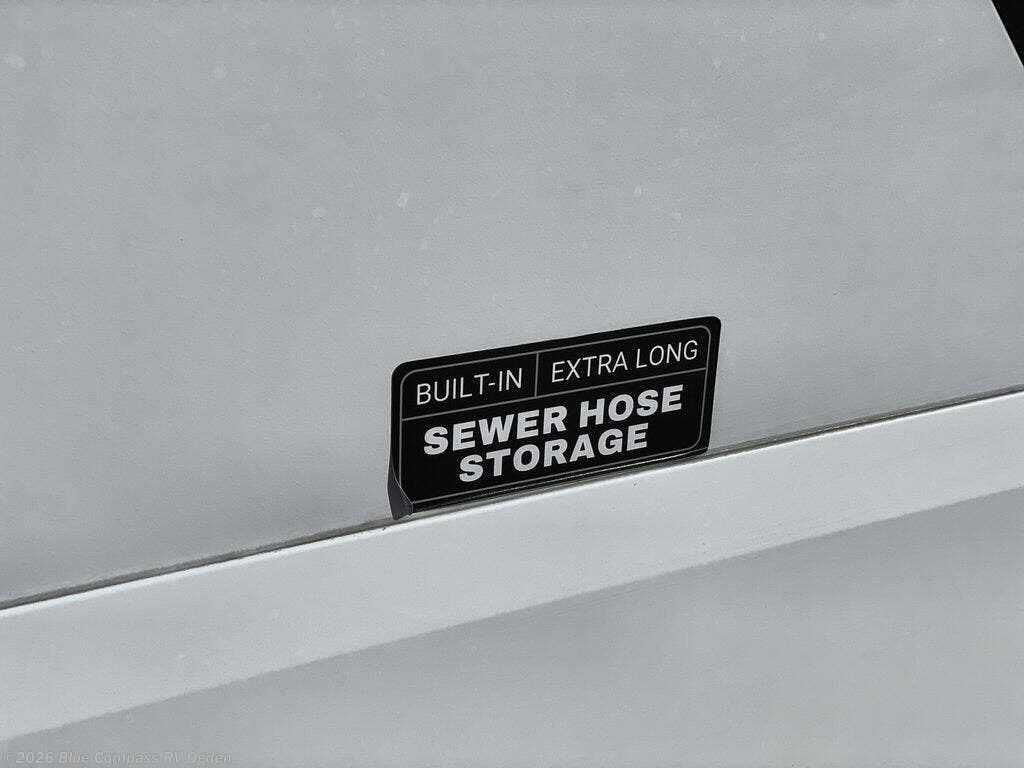 BUILT-IN EXTRA LONG
SEWER HOSE
STORAGE
©2026 Blue Compass RV Ogden